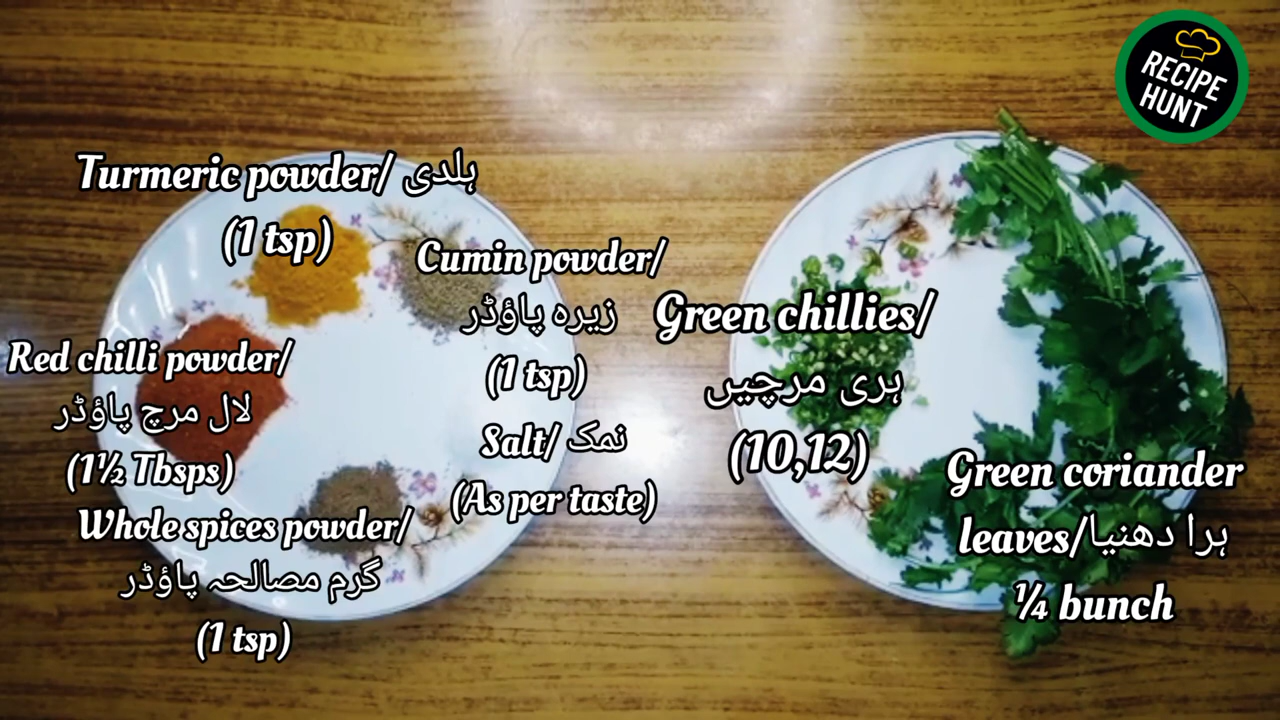 RECIPE
HUNT
Turmeric powder/ ہلدی
(1 tsp)
Cumin powder/
زیرہ پاؤڈر
(1 tsp)
Red chilli powder/
لال مرچ پاؤڈر
(1½ Tbsps)
Salt/ نمک
(As per taste)
Whole spices powder/
گرم مصالحہ پاؤڈر
(1 tsp)
Green chillies/
ہری مرچیں
(10,12)
Green coriander
leaves/ہرا دھنیا
¼ bunch